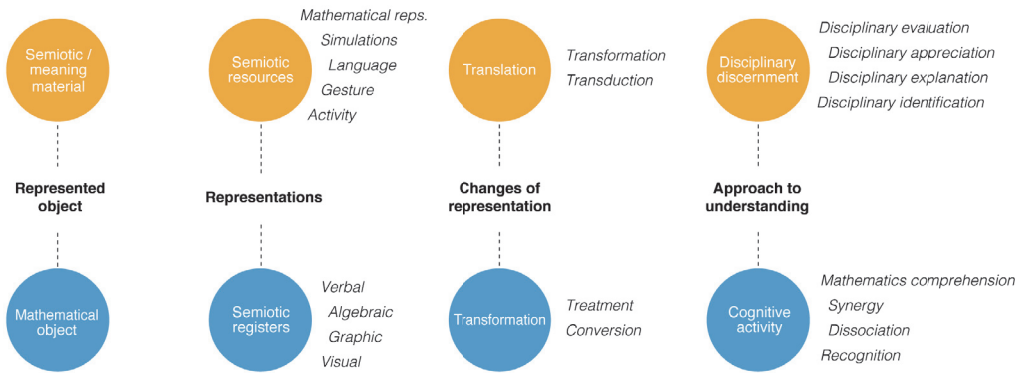 Semiotic /
meaning
material
Semiotic
resources
Mathematical reps.
Simulations
Language
Gesture
Activity
Translation
Transformation
Transduction
Disciplinary
discernment
Disciplinary evaluation
Disciplinary appreciation
Disciplinary explanation
Disciplinary identification
Represented
object
Representations
Changes of
representation
Approach to
understanding
Mathematical
object
Semiotic
registers
Verbal
Algebraic
Graphic
Visual
Transformation
Treatment
Conversion
Cognitive
activity
Mathematics comprehension
Synergy
Dissociation
Recognition